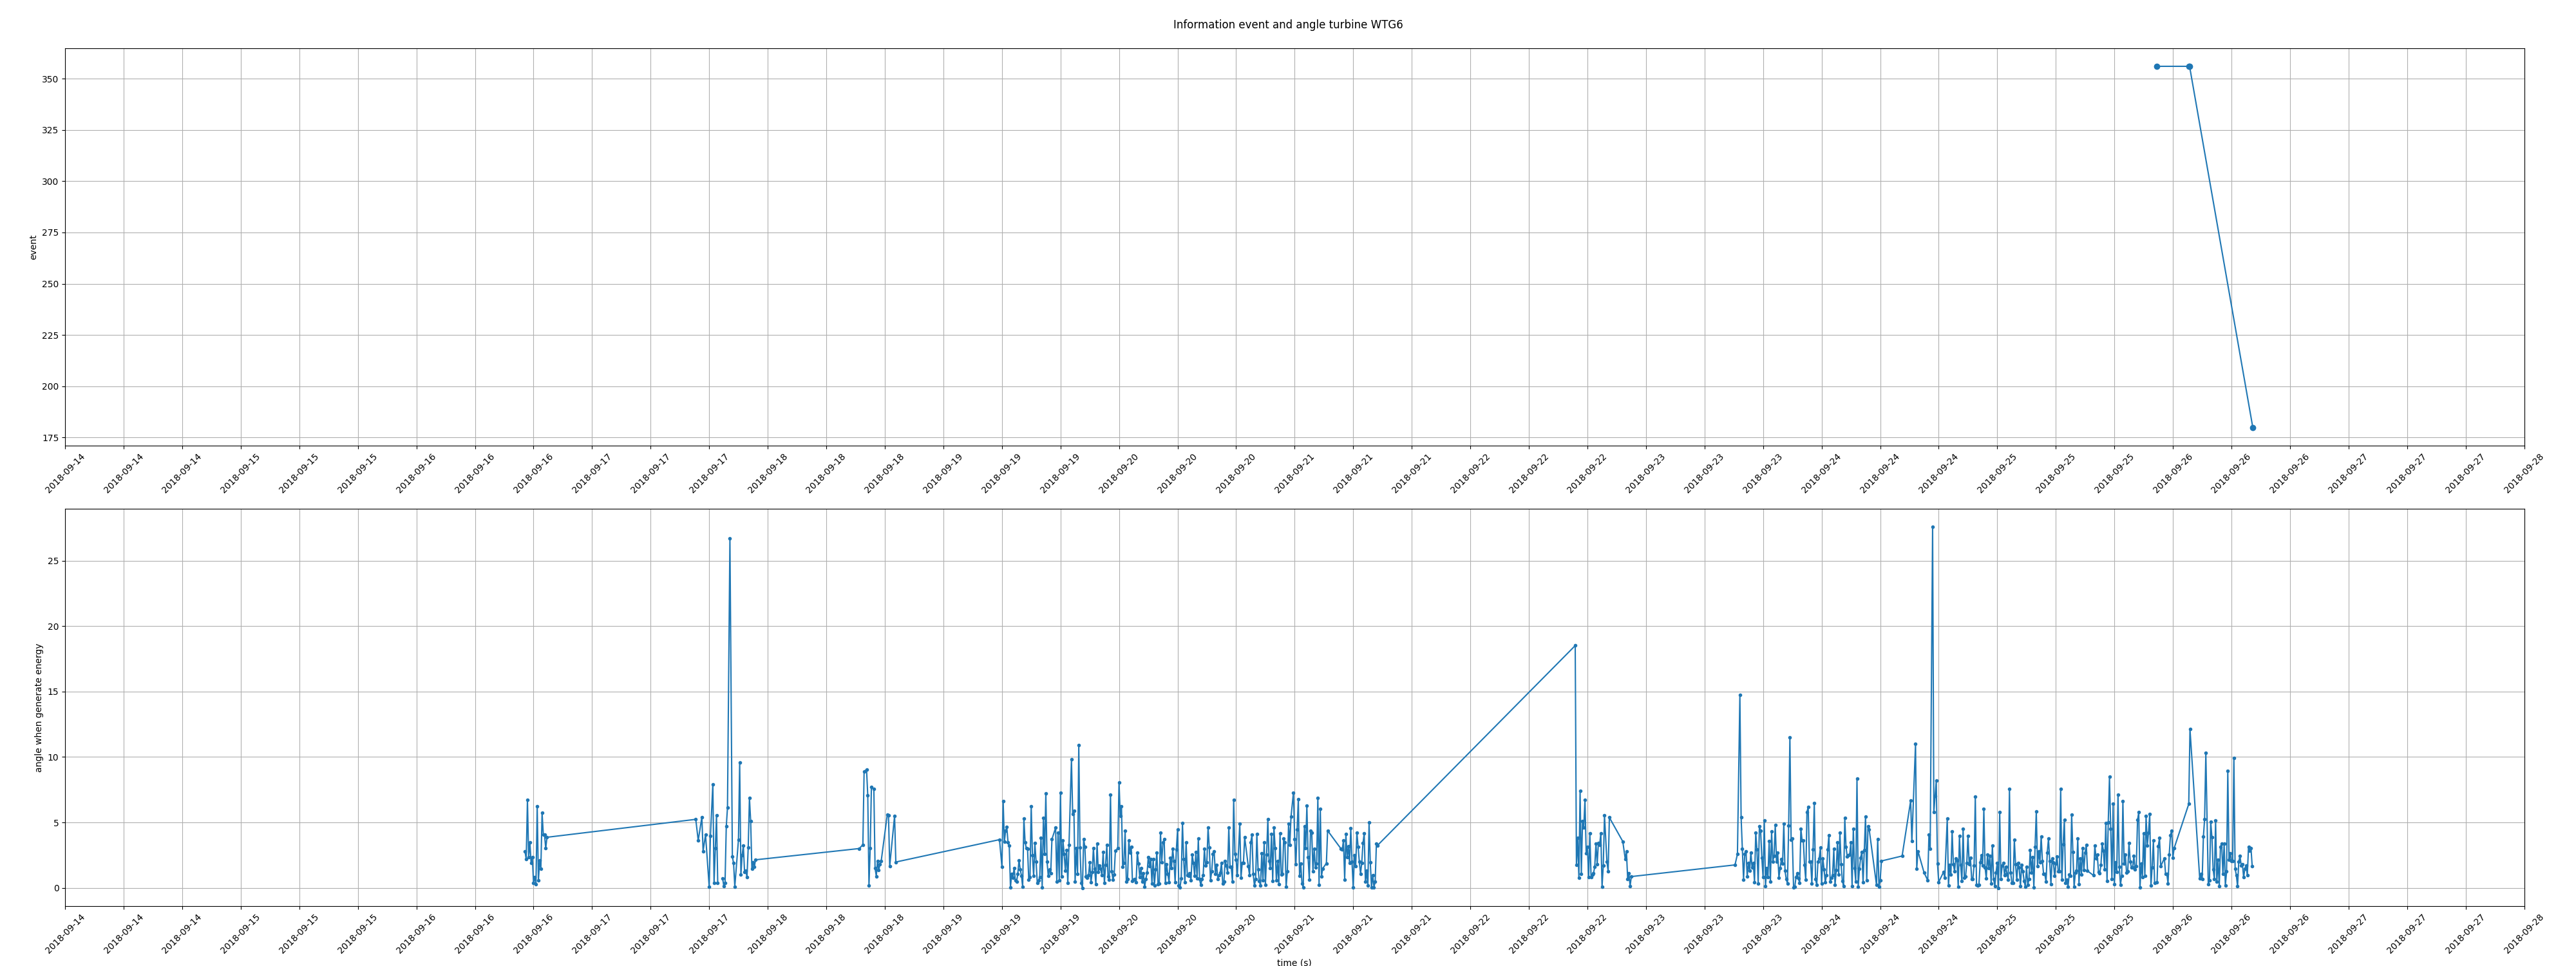 Information event and angle turbine WTG6
350
325
300
275
250
225
200
175
event
2018-09-14 2018-09-14 2018-09-14 2018-09-15 2018-09-15 2018-09-15 2018-09-16 2018-09-16 2018-09-16 2018-09-17 2018-09-17 2018-09-17 2018-09-18 2018-09-18 2018-09-18 2018-09-19 2018-09-19 2018-09-19 2018-09-20 2018-09-20 2018-09-20 2018-09-21 2018-09-21 2018-09-21 2018-09-22 2018-09-22 2018-09-22 2018-09-23 2018-09-23 2018-09-23 2018-09-24 2018-09-24 2018-09-24 2018-09-25 2018-09-25 2018-09-25 2018-09-26 2018-09-26 2018-09-26 2018-09-27 2018-09-27 2018-09-27 2018-09-28
25
20
15
10
5
0
angle when generate energy
2018-09-14 2018-09-14 2018-09-14 2018-09-15 2018-09-15 2018-09-15 2018-09-16 2018-09-16 2018-09-16 2018-09-17 2018-09-17 2018-09-17 2018-09-18 2018-09-18 2018-09-18 2018-09-19 2018-09-19 2018-09-19 2018-09-20 2018-09-20 2018-09-20 2018-09-21 2018-09-21 2018-09-21 2018-09-22 2018-09-22 2018-09-22 2018-09-23 2018-09-23 2018-09-23 2018-09-24 2018-09-24 2018-09-24 2018-09-25 2018-09-25 2018-09-25 2018-09-26 2018-09-26 2018-09-26 2018-09-27 2018-09-27 2018-09-27 2018-09-28
time (s)